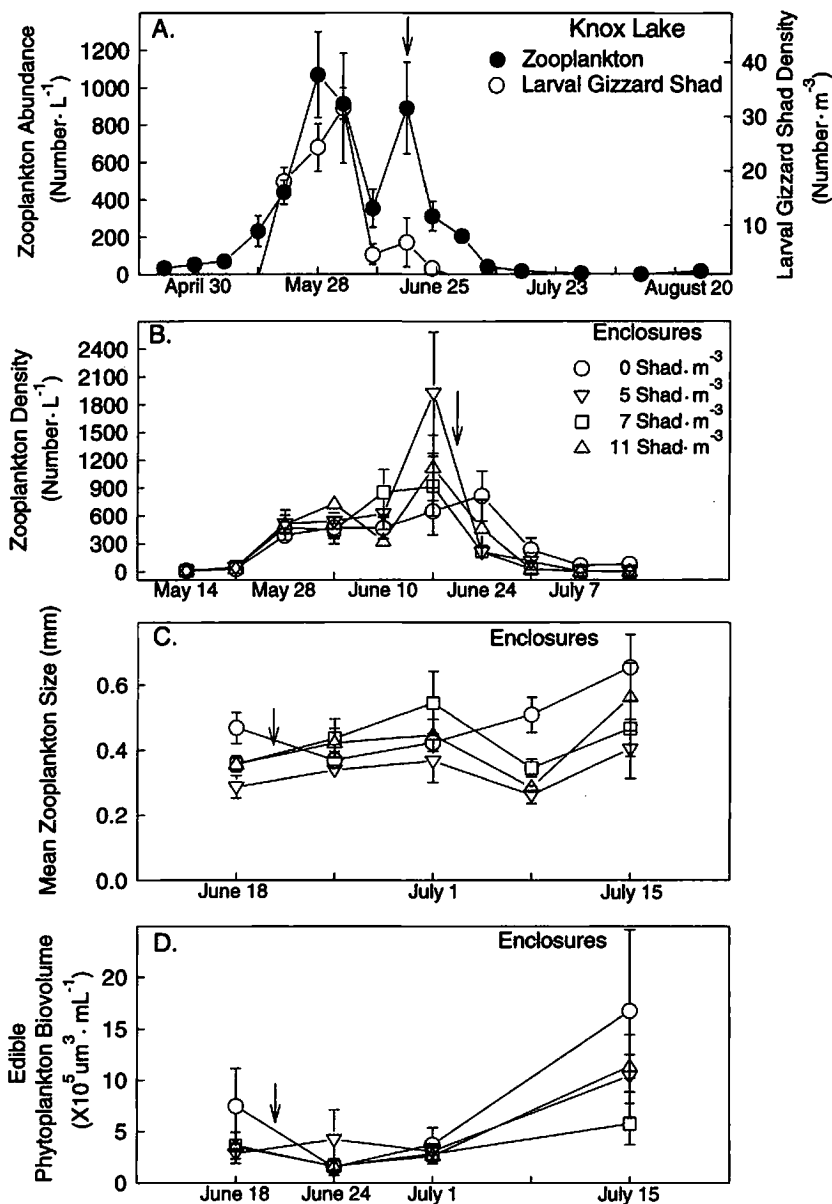 A.
Knox Lake
Zooplankton
Larval Gizzard Shad
Zooplankton Abundance
(Number· L⁻¹)
1200
1000
800
600
400
200
0
40
30
20
10
Larval Gizzard Shad Density
(Number· m⁻³)
April 30 May 28 June 25 July 23 August 20
B.
Enclosures
0 Shad· m⁻³
5 Shad· m⁻³
7 Shad· m⁻³
11 Shad· m⁻³
Zooplankton Density
(Number· L⁻¹)
2400
2100
1800
1500
1200
900
600
300
0
May 14 May 28 June 10 June 24 July 7
C.
Enclosures
Mean Zooplankton Size (mm)
0.6
0.4
0.2
0.0
June 18 July 1 July 15
D.
Enclosures
Edible
Phytoplankton Biovolume
(X10⁵um³· mL⁻¹)
20
15
10
5
0
June 18 June 24 July 1 July 15